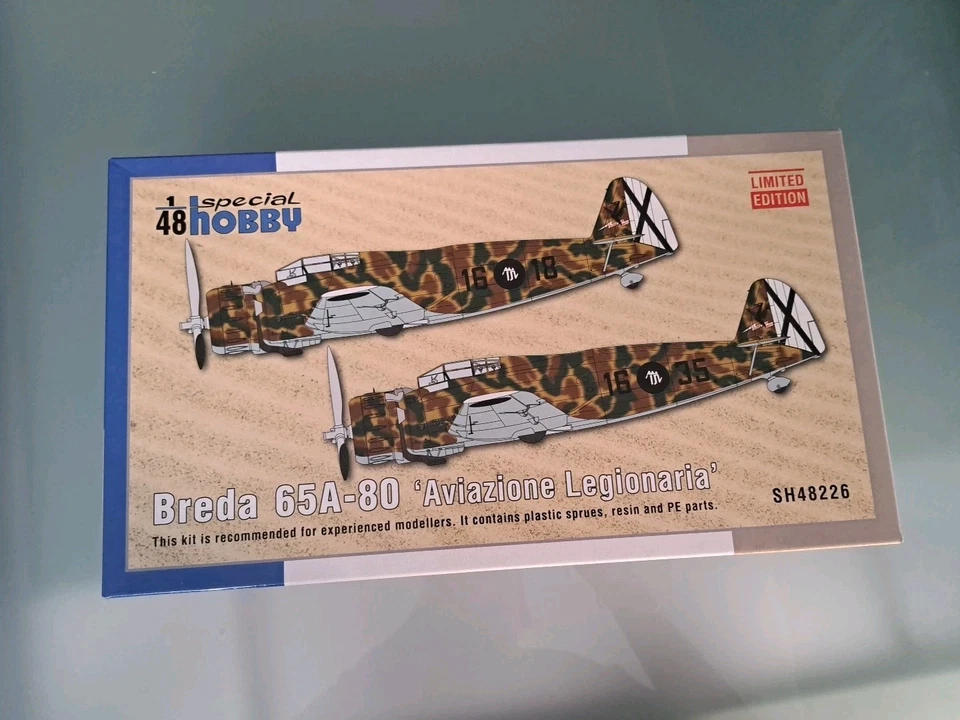 1
48
special
hobby
LIMITED
EDITION
16 18
16 35
Breda 65A-80 ‘Aviazione Legionaria’
SH48226
This kit is recommended for experienced modellers. It contains plastic sprues, resin and PE parts.